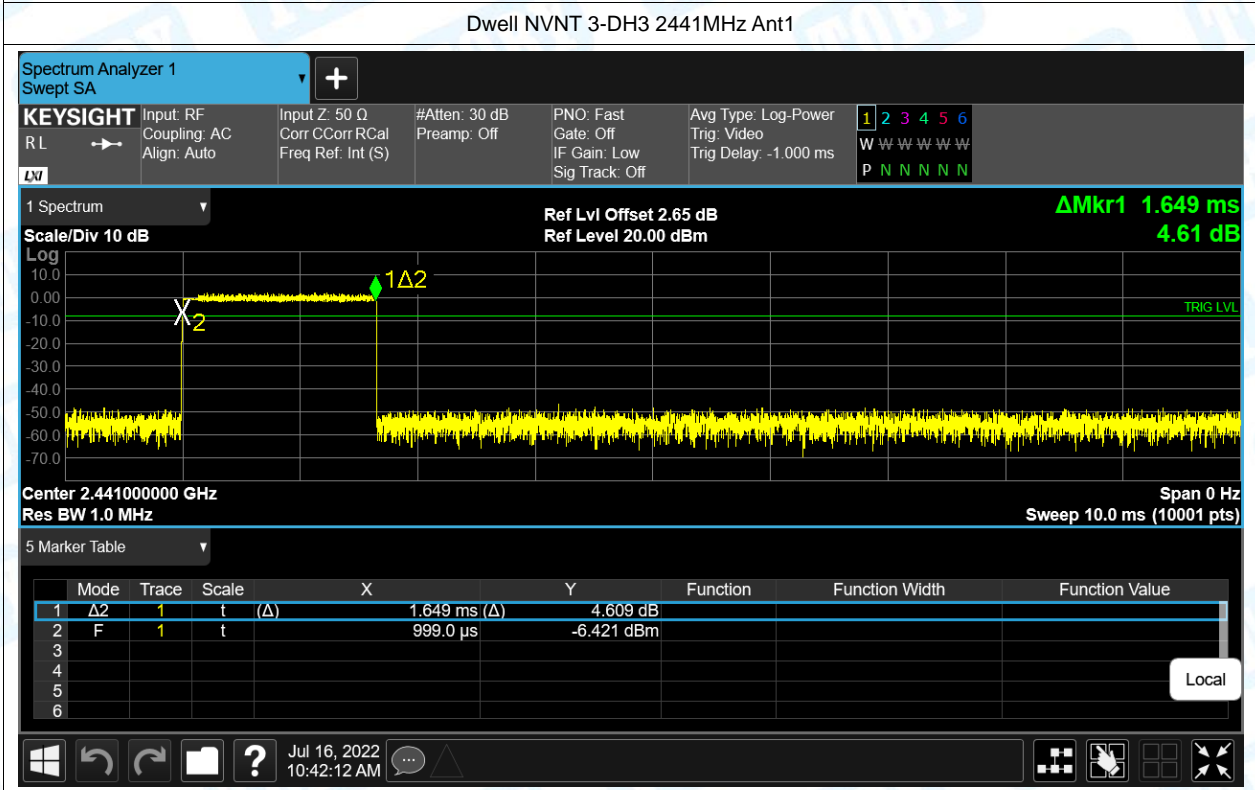 Dwell NVNT 3-DH3 2441MHz Ant1
Spectrum Analyzer 1
Swept SA
+
KEYSIGHT
RL
LXI
Input: RF
Coupling: AC
Align: Auto
Input Z: 50 Ω
Corr CCorr RCal
Freq Ref: Int (S)
#Atten: 30 dB
Preamp: Off
PNO: Fast
Gate: Off
IF Gain: Low
Sig Track: Off
Avg Type: Log-Power
Trig: Video
Trig Delay: -1.000 ms
1 2 3 4 5 6
W W W W W W
P N N N N N
1 Spectrum
Scale/Div 10 dB
Ref Lvl Offset 2.65 dB
Ref Level 20.00 dBm
ΔMkr1 1.649 ms
4.61 dB
Log
10.0
0.00
-10.0
-20.0
-30.0
-40.0
-50.0
-60.0
-70.0
1Δ2
X2
TRIG LVL
Center 2.441000000 GHz
Span 0 Hz
Res BW 1.0 MHz
Sweep 10.0 ms (10001 pts)
5 Marker Table
Mode Trace Scale X Y Function Function Width Function Value
1 Δ2 1 t (Δ) 1.649 ms (Δ) 4.609 dB
2 F 1 t 999.0 µs -6.421 dBm
3
4
5
6
Local
?
Jul 16, 2022
10:42:12 AM